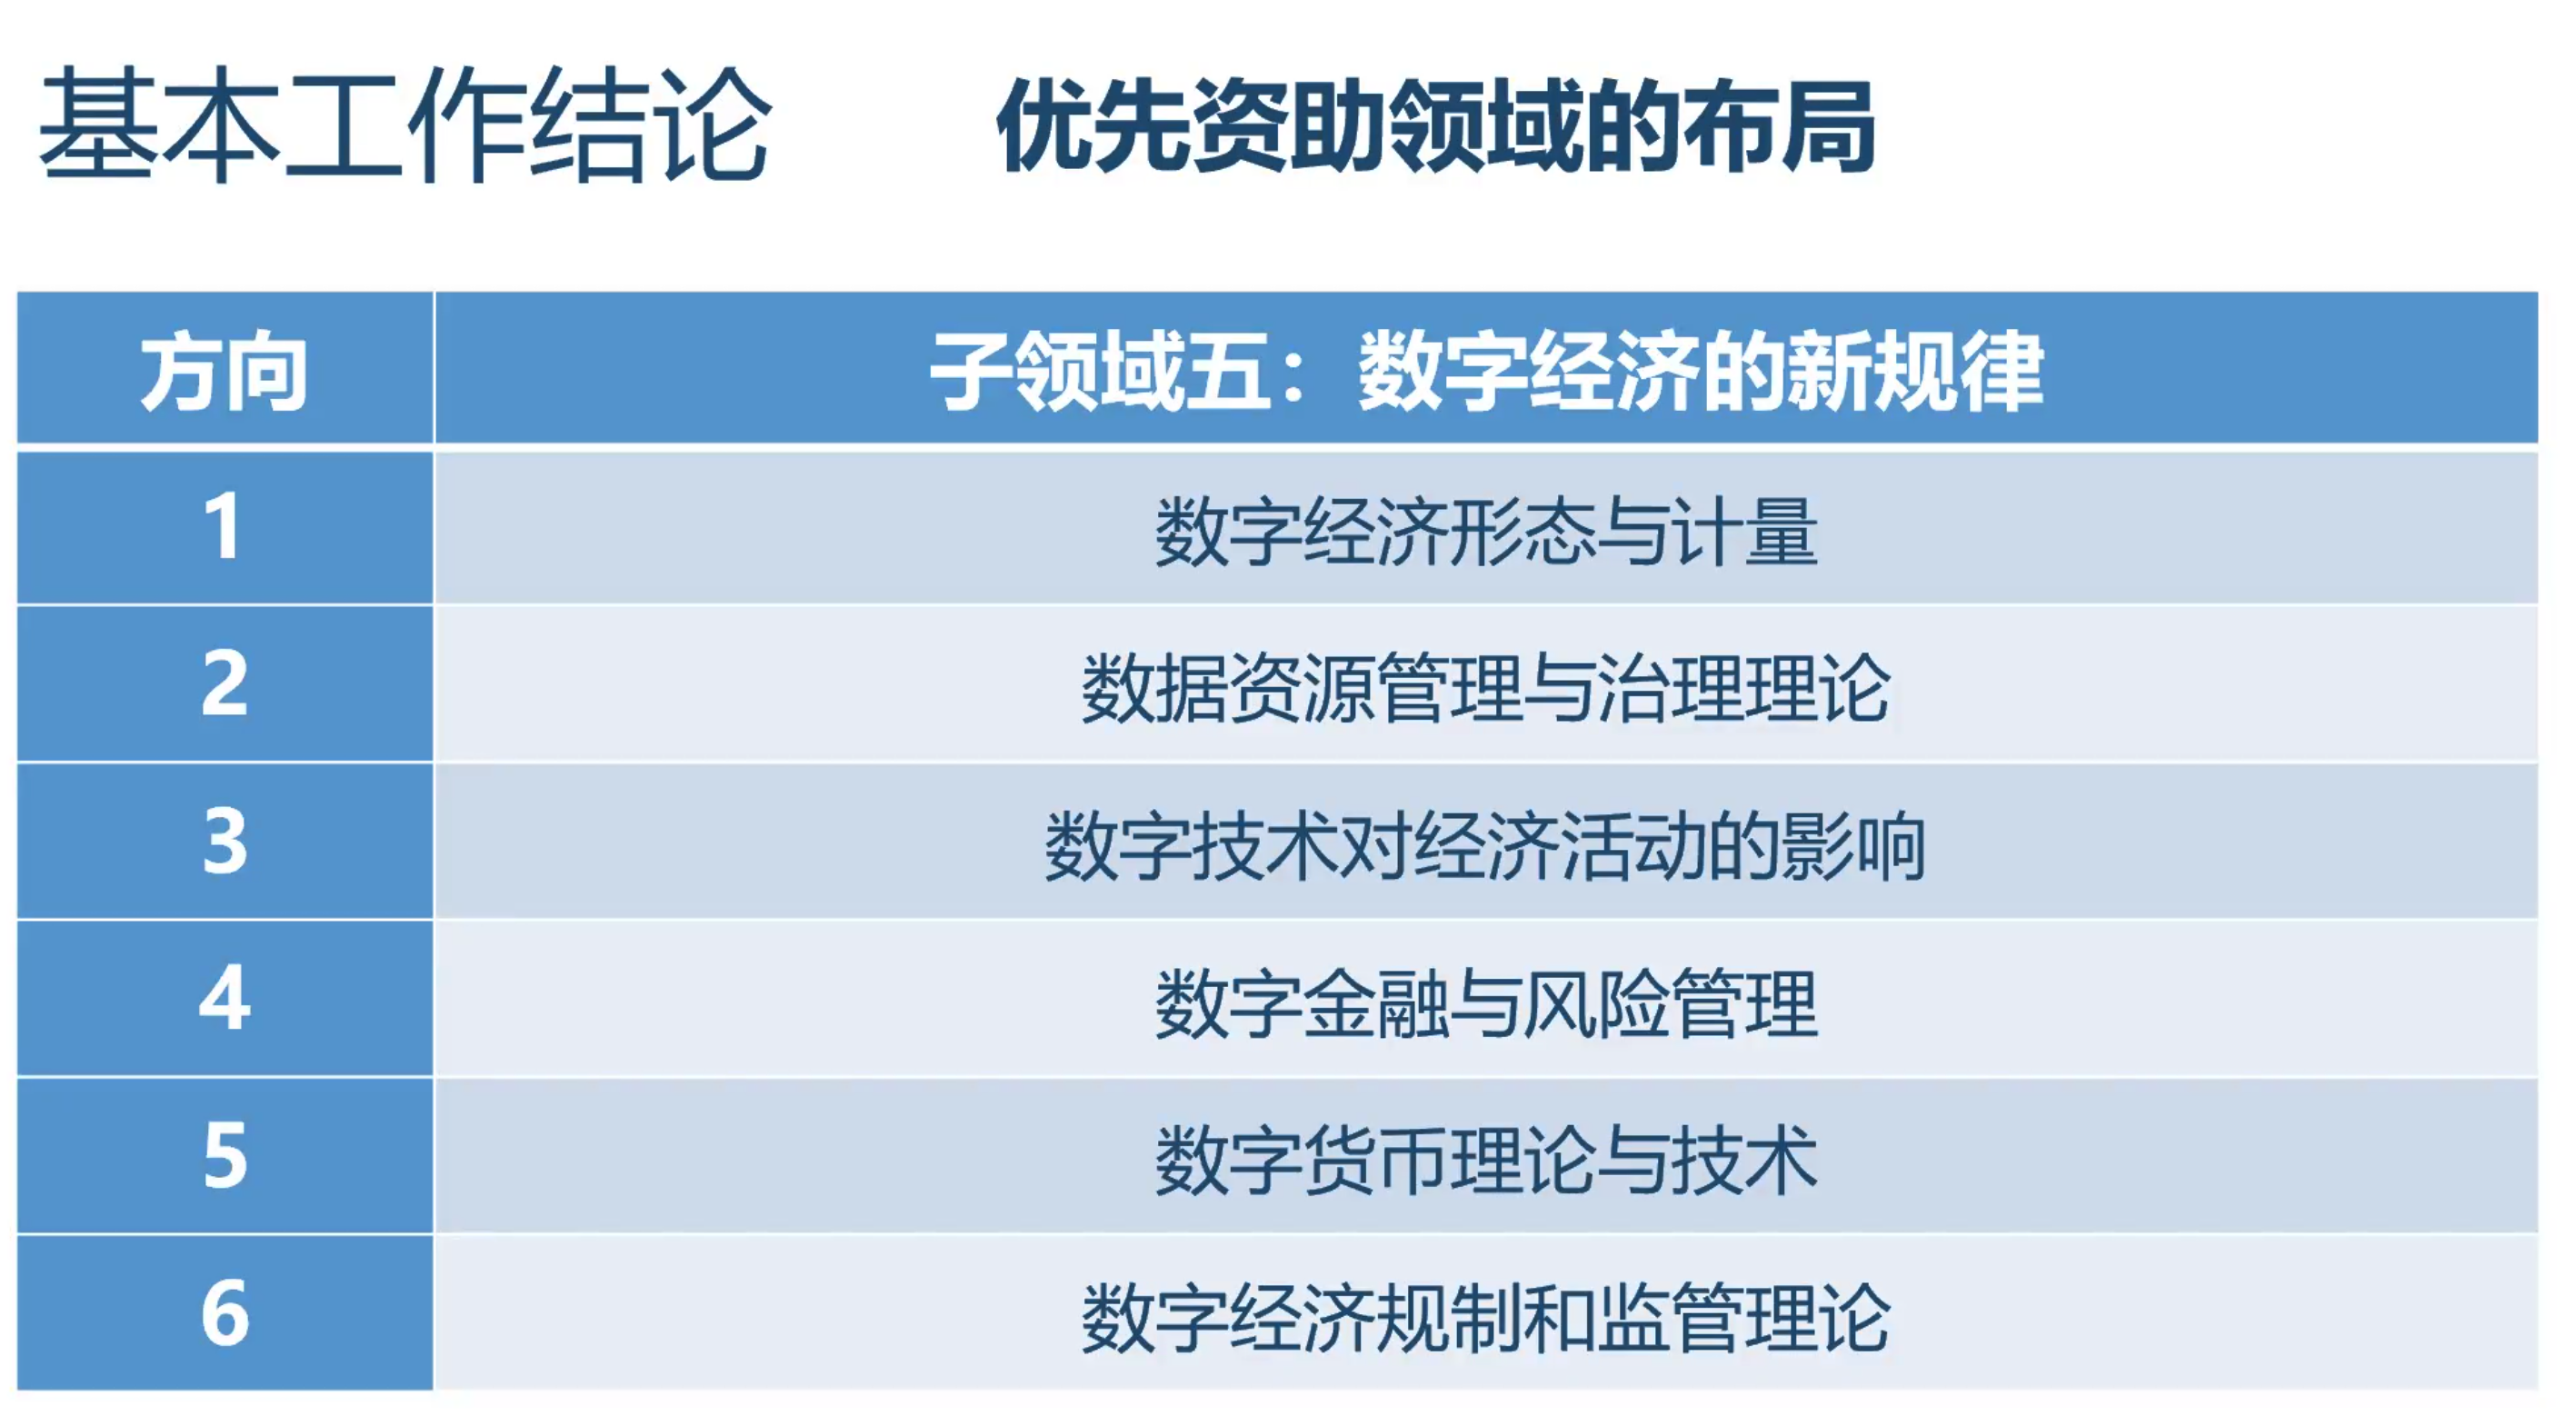 基本工作结论 优先资助领域的布局
方向 子领域五：数字经济的新规律
1 数字经济形态与计量
2 数据资源管理与治理理论
3 数字技术对经济活动的影响
4 数字金融与风险管理
5 数字货币理论与技术
6 数字经济规制和监管理论